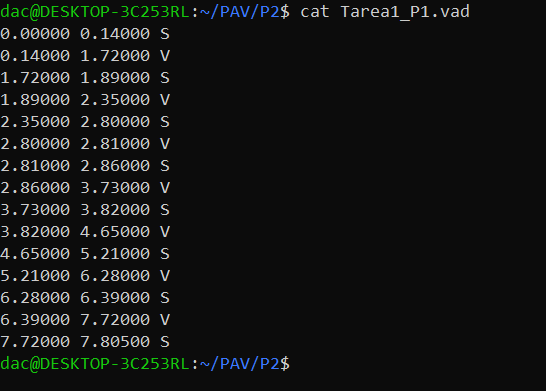 dac@DESKTOP-3C253RL:~/PAV/P2$ cat Tarea1_P1.vad
0.00000 0.14000 S
0.14000 1.72000 V
1.72000 1.89000 S
1.89000 2.35000 V
2.35000 2.80000 S
2.80000 2.81000 V
2.81000 2.86000 S
2.86000 3.73000 V
3.73000 3.82000 S
3.82000 4.65000 V
4.65000 5.21000 S
5.21000 6.28000 V
6.28000 6.39000 S
6.39000 7.72000 V
7.72000 7.80500 S
dac@DESKTOP-3C253RL:~/PAV/P2$